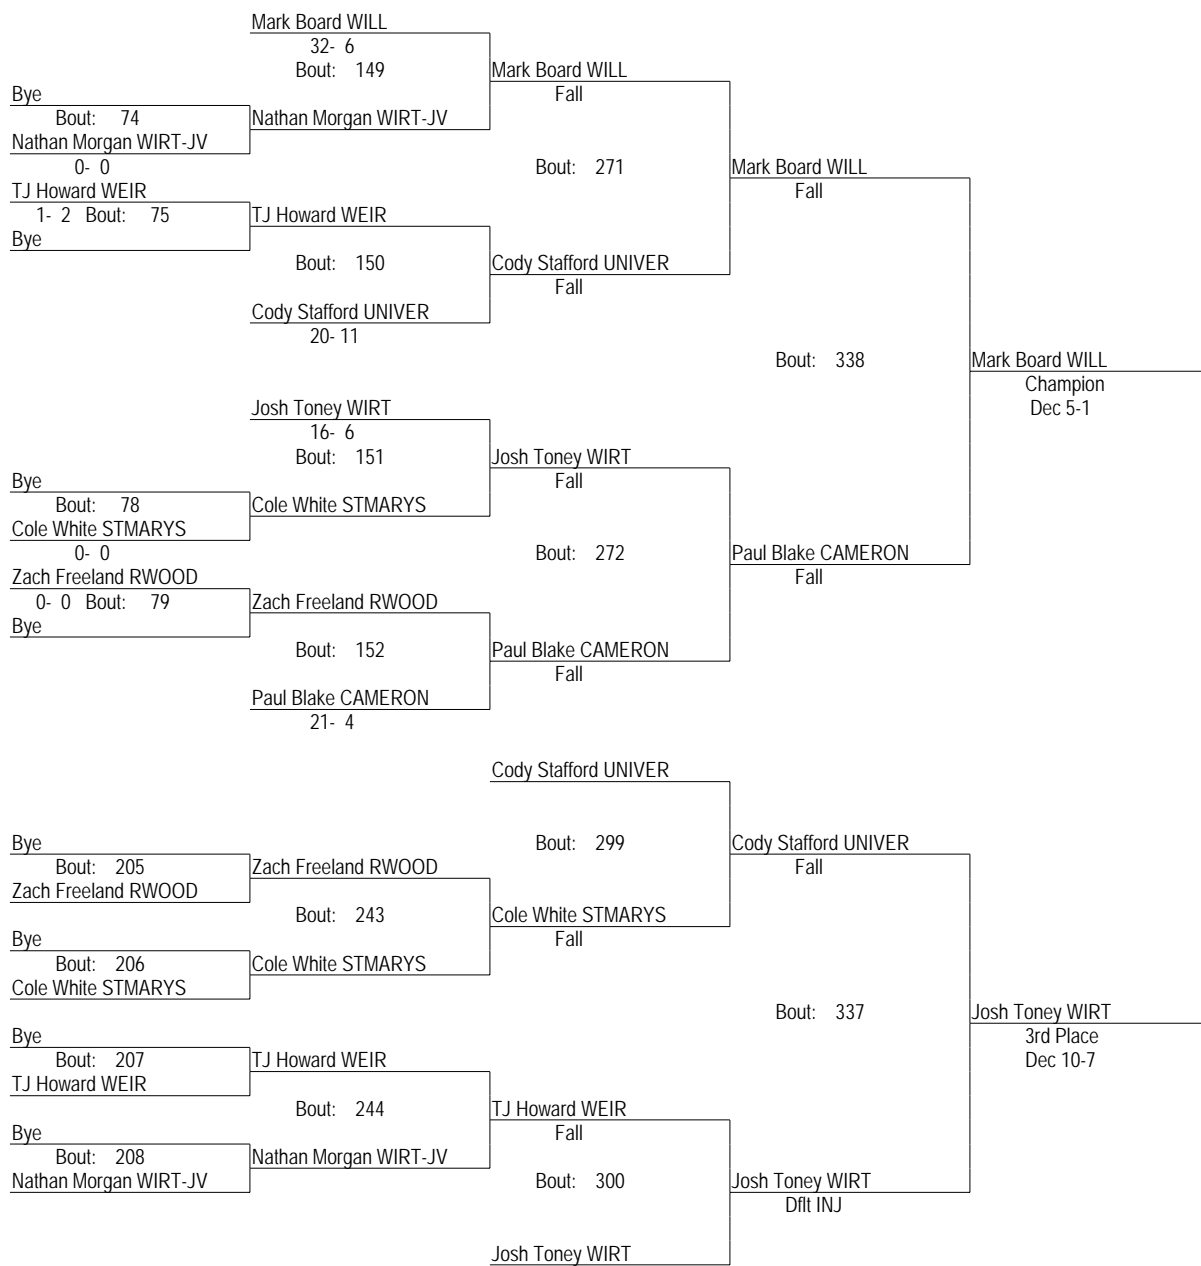 Mark Board WILL
32- 6
Bout: 149
Mark Board WILL
Fall
Bye
Bout: 74
Nathan Morgan WIRT-JV
Nathan Morgan WIRT-JV
0- 0
Bout: 271
Mark Board WILL
Fall
TJ Howard WEIR
1- 2 Bout: 75
TJ Howard WEIR
Bye
Bout: 150
Cody Stafford UNIVER
Fall
Cody Stafford UNIVER
20- 11
Bout: 338
Mark Board WILL
Champion
Dec 5-1
Josh Toney WIRT
16- 6
Bout: 151
Josh Toney WIRT
Fall
Bye
Bout: 78
Cole White STMARYS
Cole White STMARYS
0- 0
Bout: 272
Paul Blake CAMERON
Fall
Zach Freeland RWOOD
0- 0 Bout: 79
Zach Freeland RWOOD
Bye
Bout: 152
Paul Blake CAMERON
Fall
Paul Blake CAMERON
21- 4
Cody Stafford UNIVER
Bye
Bout: 299
Cody Stafford UNIVER
Fall
Bout: 205
Zach Freeland RWOOD
Zach Freeland RWOOD
Bout: 243
Cole White STMARYS
Fall
Bye
Bout: 206
Cole White STMARYS
Cole White STMARYS
Bout: 337
Josh Toney WIRT
3rd Place
Dec 10-7
Bye
Bout: 207
TJ Howard WEIR
TJ Howard WEIR
Bout: 244
TJ Howard WEIR
Fall
Bye
Bout: 208
Nathan Morgan WIRT-JV
Nathan Morgan WIRT-JV
Bout: 300
Josh Toney WIRT
Dflt INJ
Josh Toney WIRT